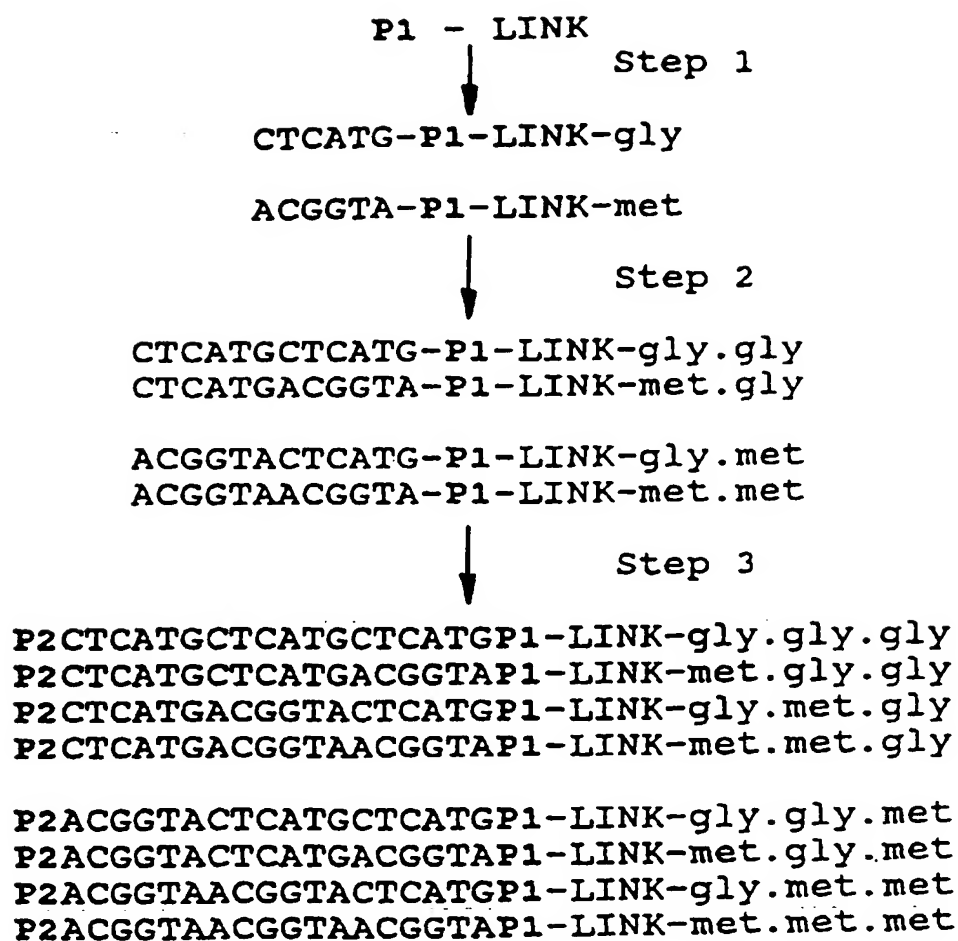 P1 - LINK
Step 1
CTCATG-P1-LINK-gly
ACGGTA-P1-LINK-met
Step 2
CTCATGCTCATG-P1-LINK-gly.gly
CTCATGACGGTA-P1-LINK-met.gly
ACGGTACTCATG-P1-LINK-gly.met
ACGGTAACGGTA-P1-LINK-met.met
Step 3
P2CTCATGCTCATGCTCATGP1-LINK-gly.gly.gly
P2CTCATGCTCATGACGGTAP1-LINK-met.gly.gly
P2CTCATGACGGTACTCATGP1-LINK-gly.met.gly
P2CTCATGACGGTAACGGTAP1-LINK-met.met.gly
P2ACGGTACTCATGCTCATGP1-LINK-gly.gly.met
P2ACGGTACTCATGACGGTAP1-LINK-met.gly.met
P2ACGGTAACGGTACTCATGP1-LINK-gly.met.met
P2ACGGTAACGGTAACGGTAP1-LINK-met.met.met